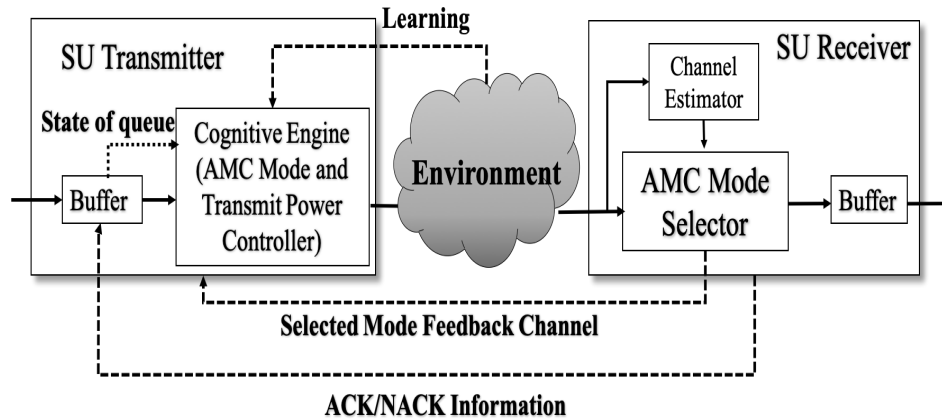 Learning
SU Transmitter
SU Receiver
Channel
Estimator
State of queue
Cognitive Engine
(AMC Mode and
Transmit Power
Controller)
Buffer
Environment
AMC Mode
Selector
Buffer
Selected Mode Feedback Channel
ACK/NACK Information